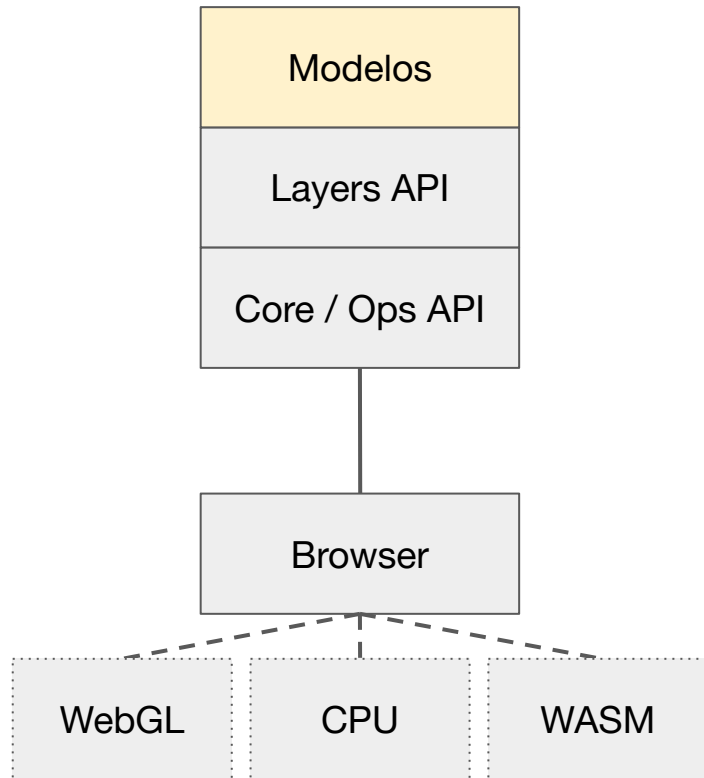 Modelos
Layers API
Core / Ops API
Browser
WebGL
CPU
WASM